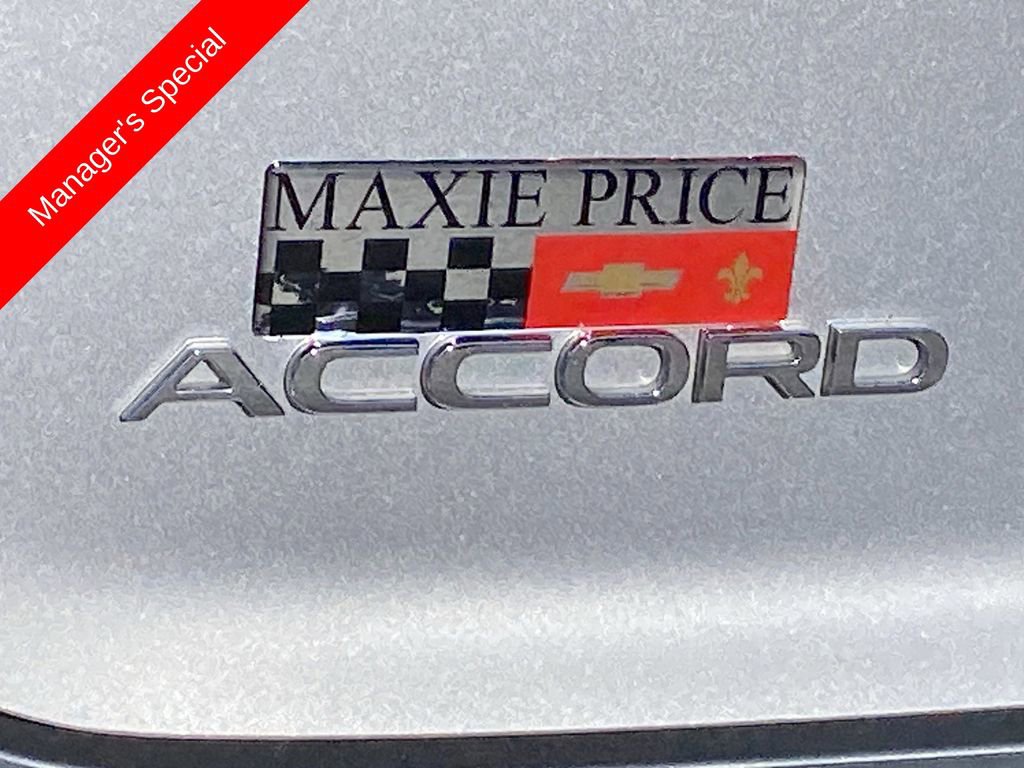 Manager's Special
MAXIE PRICE
ACCORD